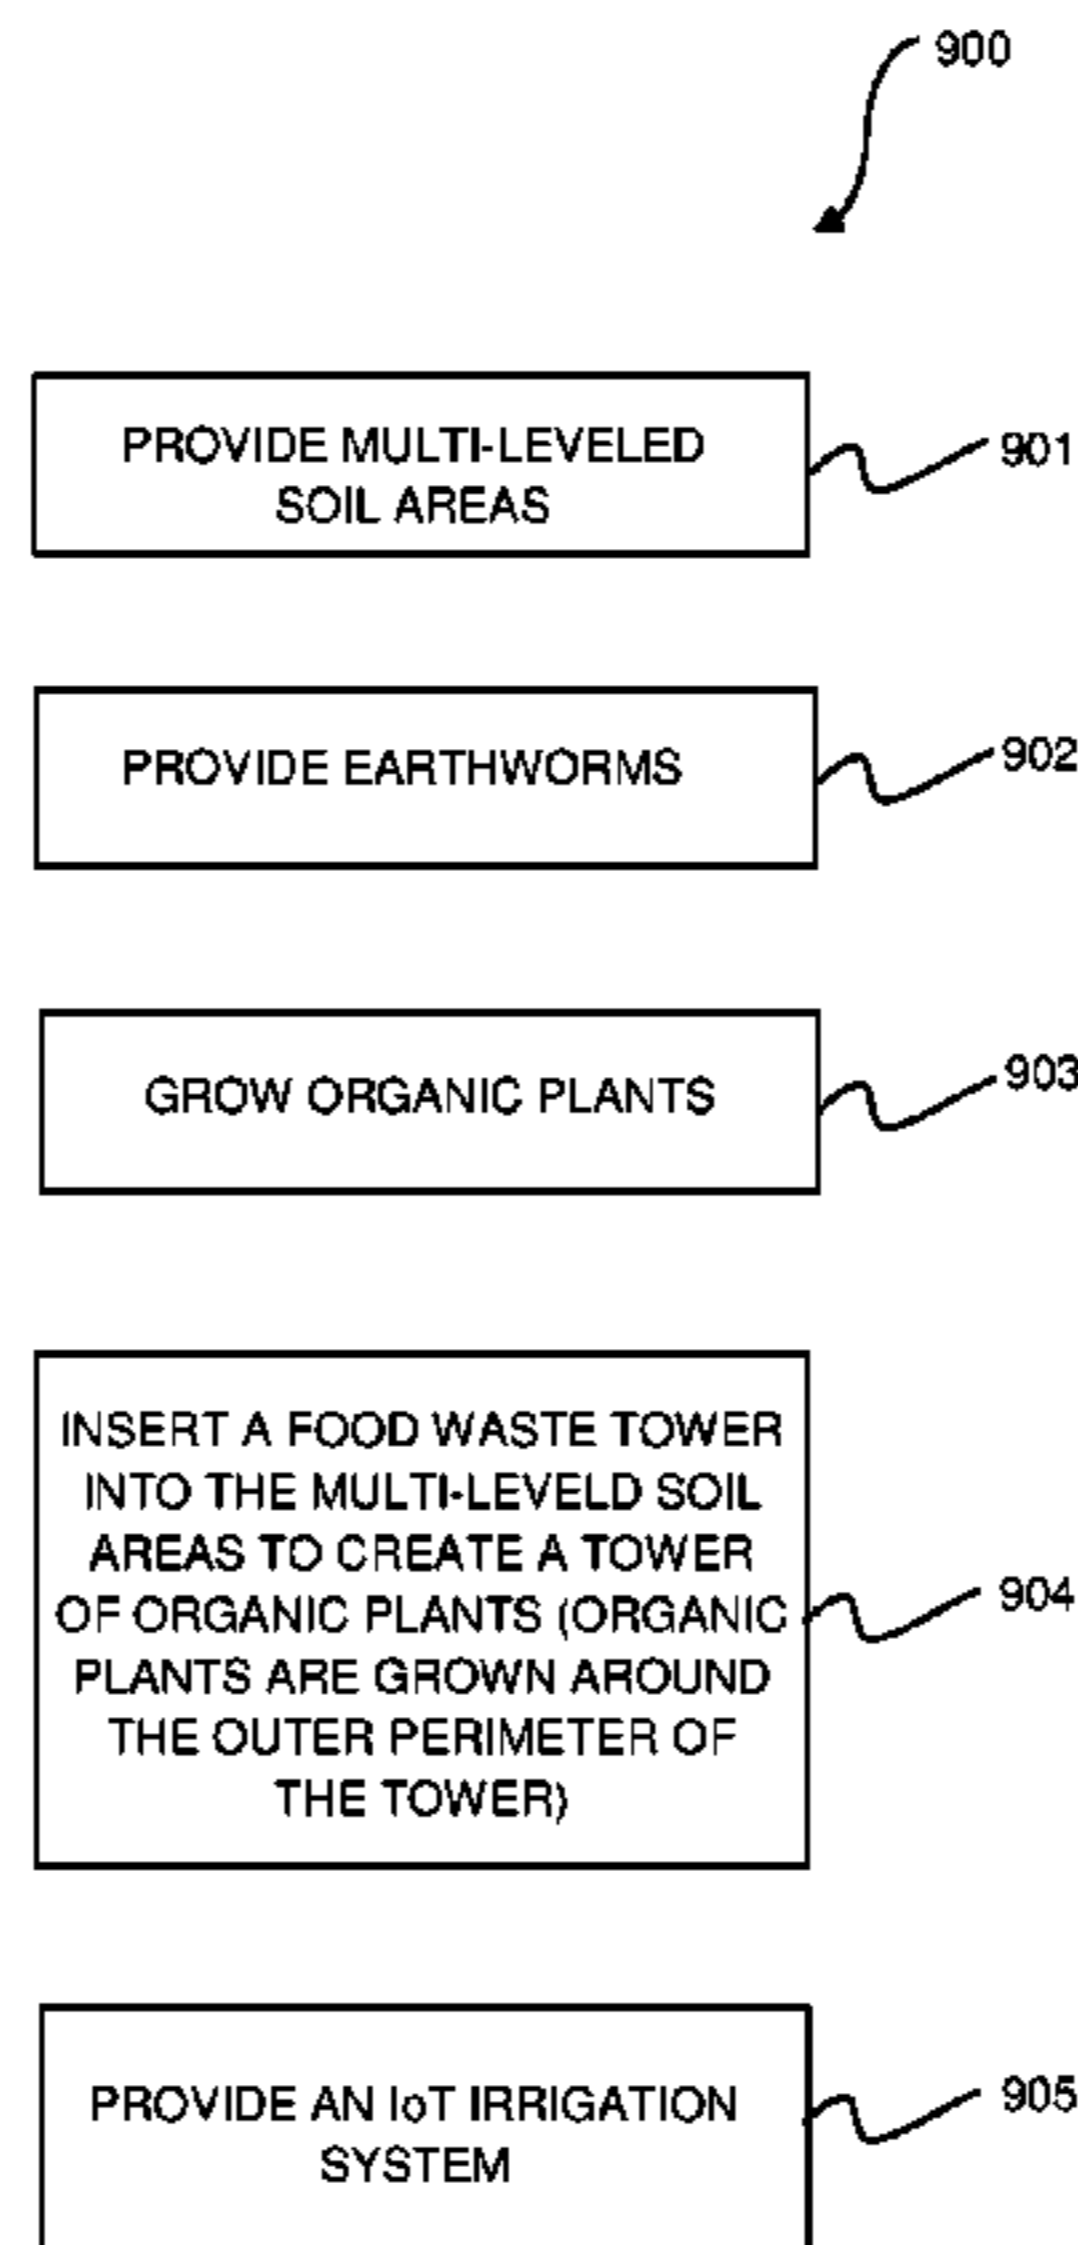 900
PROVIDE MULTI-LEVELED
SOIL AREAS
901
PROVIDE EARTHWORMS
902
GROW ORGANIC PLANTS
903
INSERT A FOOD WASTE TOWER
INTO THE MULTI-LEVELD SOIL
AREAS TO CREATE A TOWER
OF ORGANIC PLANTS (ORGANIC
PLANTS ARE GROWN AROUND
THE OUTER PERIMETER OF
THE TOWER)
904
PROVIDE AN IoT IRRIGATION
SYSTEM
905